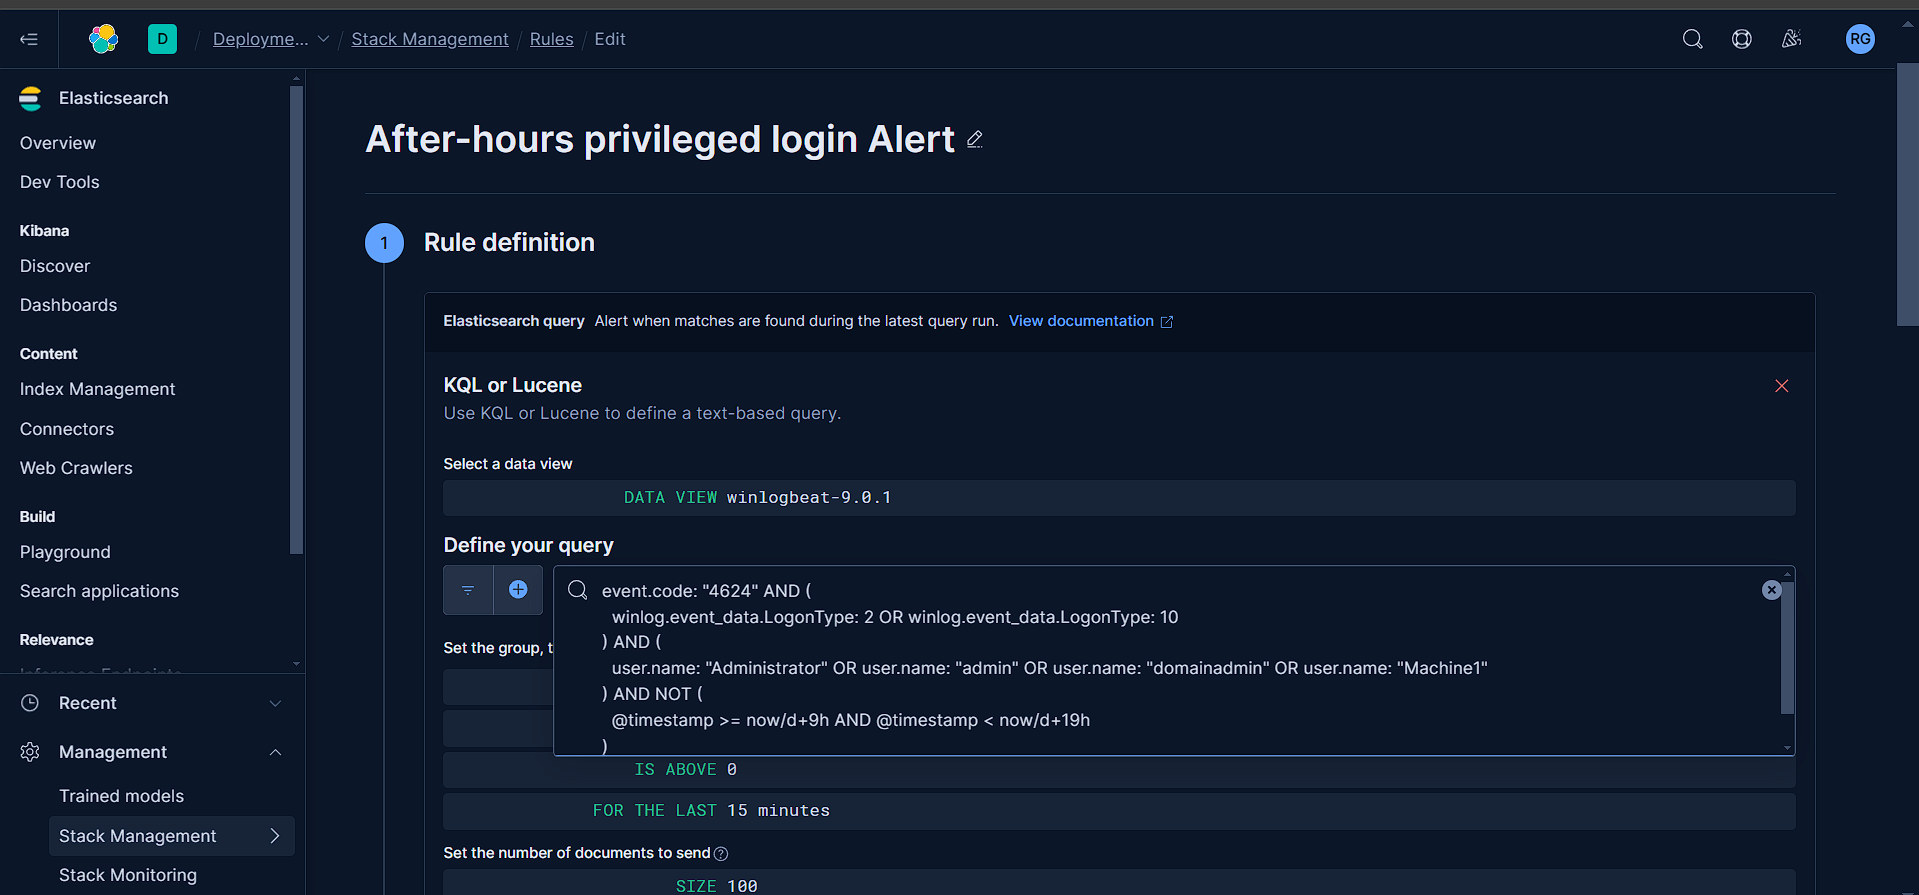 D / Deployme... / Stack Management / Rules / Edit RG
Elasticsearch
Overview
Dev Tools
Kibana
Discover
Dashboards
Content
Index Management
Connectors
Web Crawlers
Build
Playground
Search applications
Relevance
Recent
Management
Trained models
Stack Management
Stack Monitoring
After-hours privileged login Alert
1 Rule definition
Elasticsearch query Alert when matches are found during the latest query run. View documentation
KQL or Lucene
Use KQL or Lucene to define a text-based query.
Select a data view
DATA VIEW winlogbeat-9.0.1
Define your query
event.code: "4624" AND (
winlog.event_data.LogonType: 2 OR winlog.event_data.LogonType: 10
) AND (
user.name: "Administrator" OR user.name: "admin" OR user.name: "domainadmin" OR user.name: "Machine1"
) AND NOT (
@timestamp >= now/d+9h AND @timestamp < now/d+19h
)
Set the group, t
IS ABOVE 0
FOR THE LAST 15 minutes
Set the number of documents to send
SIZE 100